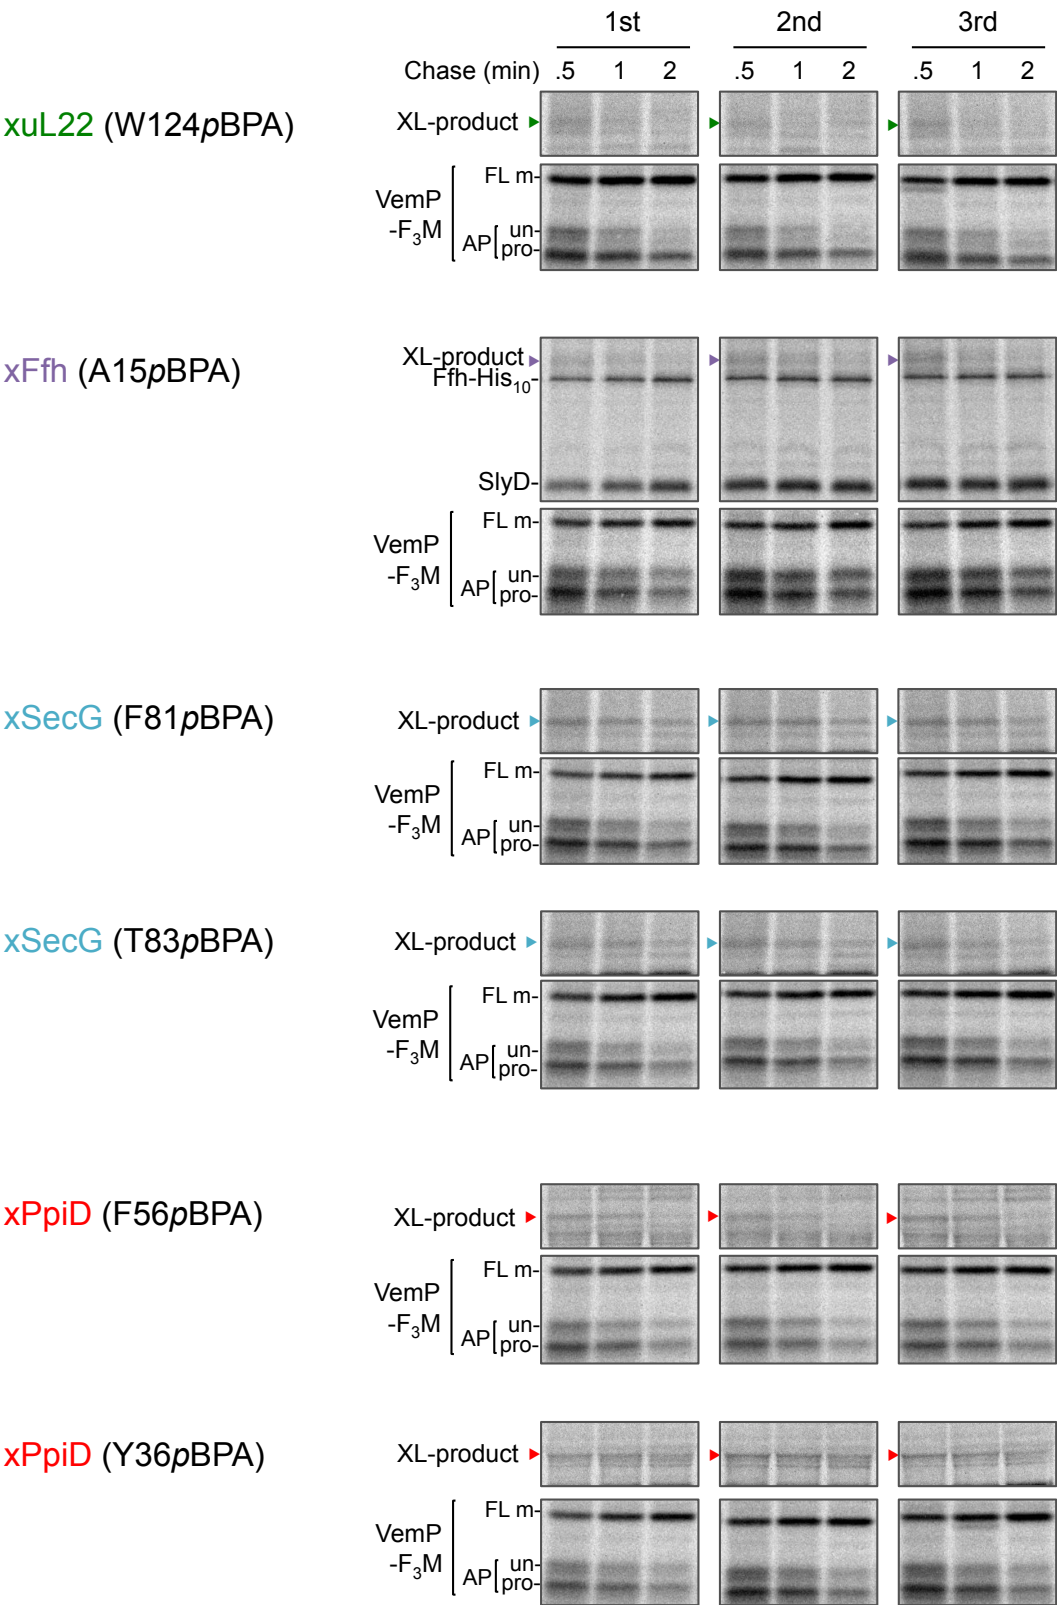 1st 2nd 3rd
Chase (min) .5 1 2 .5 1 2 .5 1 2
xuL22 (W124pBPA)
XL-product
FL m-
VemP
-F3M
AP[ un-
pro-
xFfh (A15pBPA)
XL-product
Ffh-His10-
SlyD-
FL m-
VemP
-F3M
AP[ un-
pro-
xSecG (F81pBPA)
XL-product
FL m-
VemP
-F3M
AP[ un-
pro-
xSecG (T83pBPA)
XL-product
FL m-
VemP
-F3M
AP[ un-
pro-
xPpiD (F56pBPA)
XL-product
FL m-
VemP
-F3M
AP[ un-
pro-
xPpiD (Y36pBPA)
XL-product
FL m-
VemP
-F3M
AP[ un-
pro-